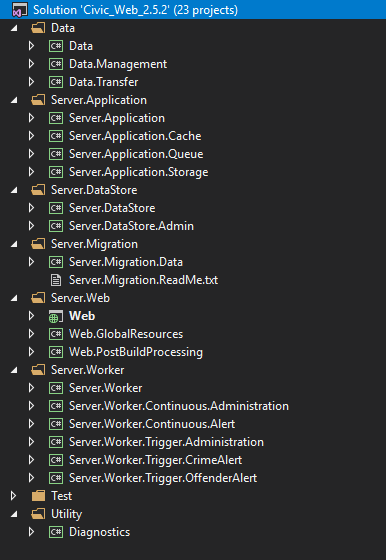 Solution 'Civic_Web_2.5.2' (23 projects)
Data
C# Data
C# Data.Management
C# Data.Transfer
Server.Application
C# Server.Application
C# Server.Application.Cache
C# Server.Application.Queue
C# Server.Application.Storage
Server.DataStore
C# Server.DataStore
C# Server.DataStore.Admin
Server.Migration
C# Server.Migration.Data
Server.Migration.ReadMe.txt
Server.Web
Web
C# Web.GlobalResources
C# Web.PostBuildProcessing
Server.Worker
C# Server.Worker
C# Server.Worker.Continuous.Administration
C# Server.Worker.Continuous.Alert
C# Server.Worker.Trigger.Administration
C# Server.Worker.Trigger.CrimeAlert
C# Server.Worker.Trigger.OffenderAlert
Test
Utility
C# Diagnostics